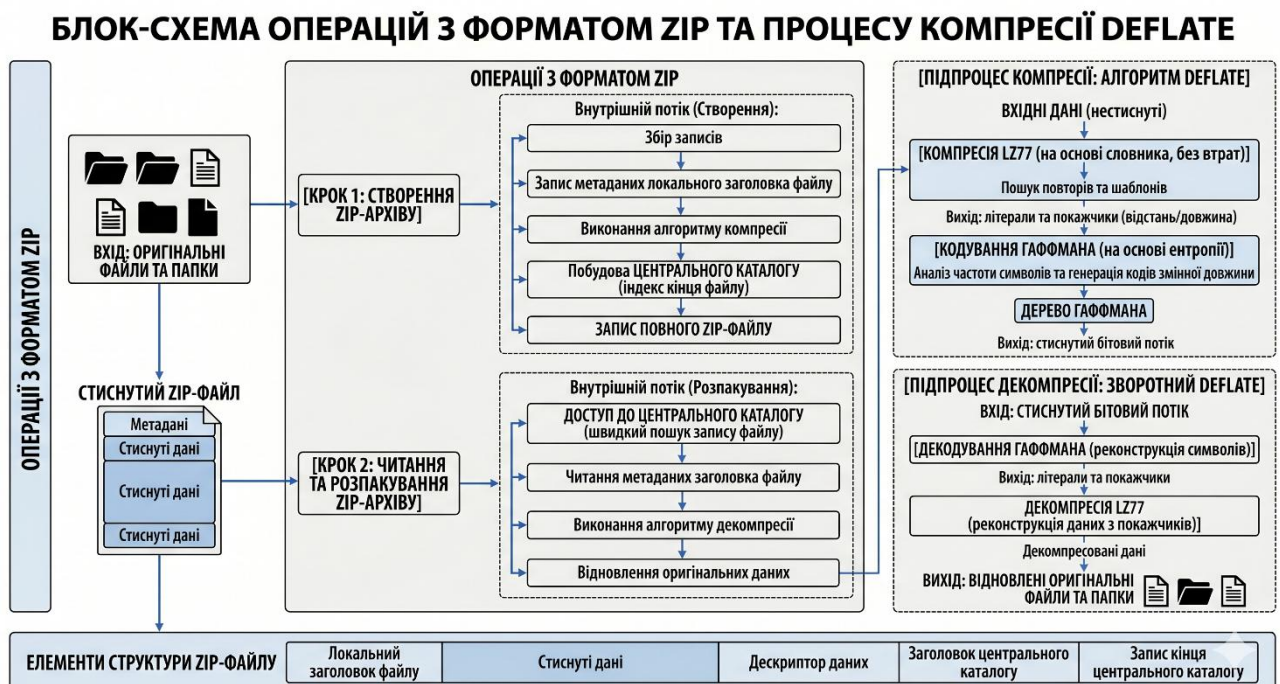 БЛОК-СХЕМА ОПЕРАЦІЙ З ФОРМАТОМ ZIP ТА ПРОЦЕСУ КОМПРЕСІЇ DEFLATE
ОПЕРАЦІЇ З ФОРМАТОМ ZIP
ВХІД: ОРИГІНАЛЬНІ
ФАЙЛИ ТА ПАПКИ
СТИСНУТИЙ ZIP-ФАЙЛ
Метадані
Стиснуті дані
Стиснуті дані
Стиснуті дані
ОПЕРАЦІЇ З ФОРМАТОМ ZIP
[КРОК 1: СТВОРЕННЯ
ZIP-АРХІВУ]
Внутрішній потік (Створення):
Збір записів
Запис метаданих локального заголовка файлу
Виконання алгоритму компресії
Побудова ЦЕНТРАЛЬНОГО КАТАЛОГУ
(індекс кінця файлу)
ЗАПИС ПОВНОГО ZIP-ФАЙЛУ
[КРОК 2: ЧИТАННЯ
ТА РОЗПАКУВАННЯ
ZIP-АРХІВУ]
Внутрішній потік (Розпакування):
ДОСТУП ДО ЦЕНТРАЛЬНОГО КАТАЛОГУ
(швидкий пошук запису файлу)
Читання метаданих заголовка файлу
Виконання алгоритму декомпресії
Відновлення оригінальних даних
[ПІДПРОЦЕС КОМПРЕСІЇ: АЛГОРИТМ DEFLATE]
ВХІДНІ ДАНІ (нестиснуті)
[КОМПРЕСІЯ LZ77 (на основі словника, без втрат)]
Пошук повторів та шаблонів
Вихід: літерали та покажчики (відстань/довжина)
[КОДУВАННЯ ГАФФМАНА (на основі ентропії)]
Аналіз частоти символів та генерація кодів змінної довжини
ДЕРЕВО ГАФФМАНА
Вихід: стиснутий бітовий потік
[ПІДПРОЦЕС ДЕКОМПРЕСІЇ: ЗВОРОТНИЙ DEFLATE]
ВХІД: СТИСНУТИЙ БІТОВИЙ ПОТІК
[ДЕКОДУВАННЯ ГАФФМАНА (реконструкція символів)]
Вихід: літерали та покажчики
ДЕКОМПРЕСІЯ LZ77
(реконструкція даних з покажчиків)]
Декомпресовані дані
ВИХІД: ВІДНОВЛЕНІ ОРИГІНАЛЬНІ
ФАЙЛИ ТА ПАПКИ
ЕЛЕМЕНТИ СТРУКТУРИ ZIP-ФАЙЛУ
Локальний
заголовок файлу
Стиснуті дані
Дескриптор даних
Заголовок центрального
каталогу
Запис кінця
центрального каталогу